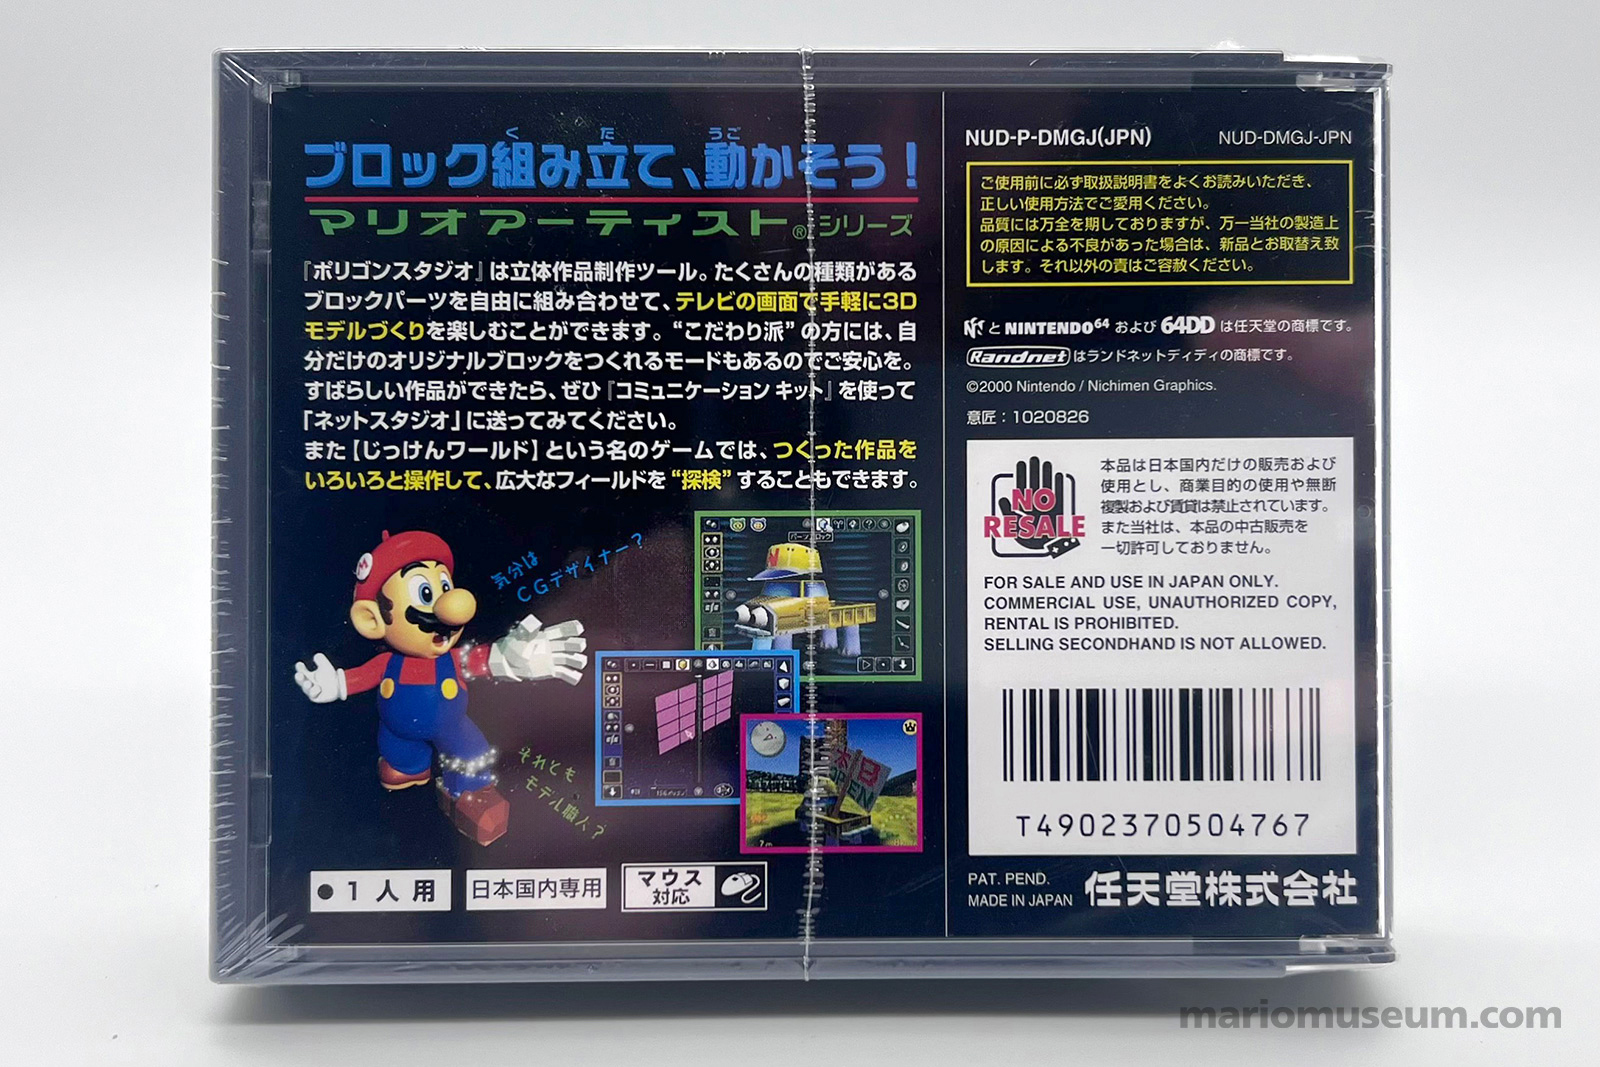 ブロック組み立て、動かそう！
く た うご
マリオアーティスト®シリーズ
『ポリゴンスタジオ』は立体作品制作ツール。たくさんの種類がある
ブロックパーツを自由に組み合わせて、テレビの画面で手軽に3D
モデルづくりを楽しむことができます。“こだわり派”の方には、自
分だけのオリジナルブロックをつくれるモードもあるのでご安心を。
すばらしい作品ができたら、ぜひ『コミュニケーション キット』を使って
「ネットスタジオ」に送ってみてください。
また【じっけんワールド】という名のゲームでは、つくった作品を
いろいろと操作して、広大なフィールドを“探検”することもできます。
気分は
CGデザイナー？
それとも
モデル職人？
●1人用
日本国内専用
マウス
対応
NUD-P-DMGJ(JPN)
NUD-DMGJ-JPN
ご使用前に必ず取扱説明書をよくお読みいただき、
正しい使用方法でご愛用ください。
品質には万全を期しておりますが、万一当社の製造上
の原因による不良があった場合は、新品とお取替え致
します。それ以外の責はご容赦ください。
と NINTENDO64 および 64DD は任天堂の商標です。
Randnet はランドネットディディの商標です。
©2000 Nintendo / Nichimen Graphics.
意匠：1020826
NO
RESALE
本品は日本国内だけの販売および
使用とし、商業目的の使用や無断
複製および賃貸は禁止されています。
また当社は、本品の中古販売を
一切許可しておりません。
FOR SALE AND USE IN JAPAN ONLY.
COMMERCIAL USE, UNAUTHORIZED COPY,
RENTAL IS PROHIBITED.
SELLING SECONDHAND IS NOT ALLOWED.
T4902370504767
PAT. PEND.
MADE IN JAPAN
任天堂株式会社
mariomuseum.com